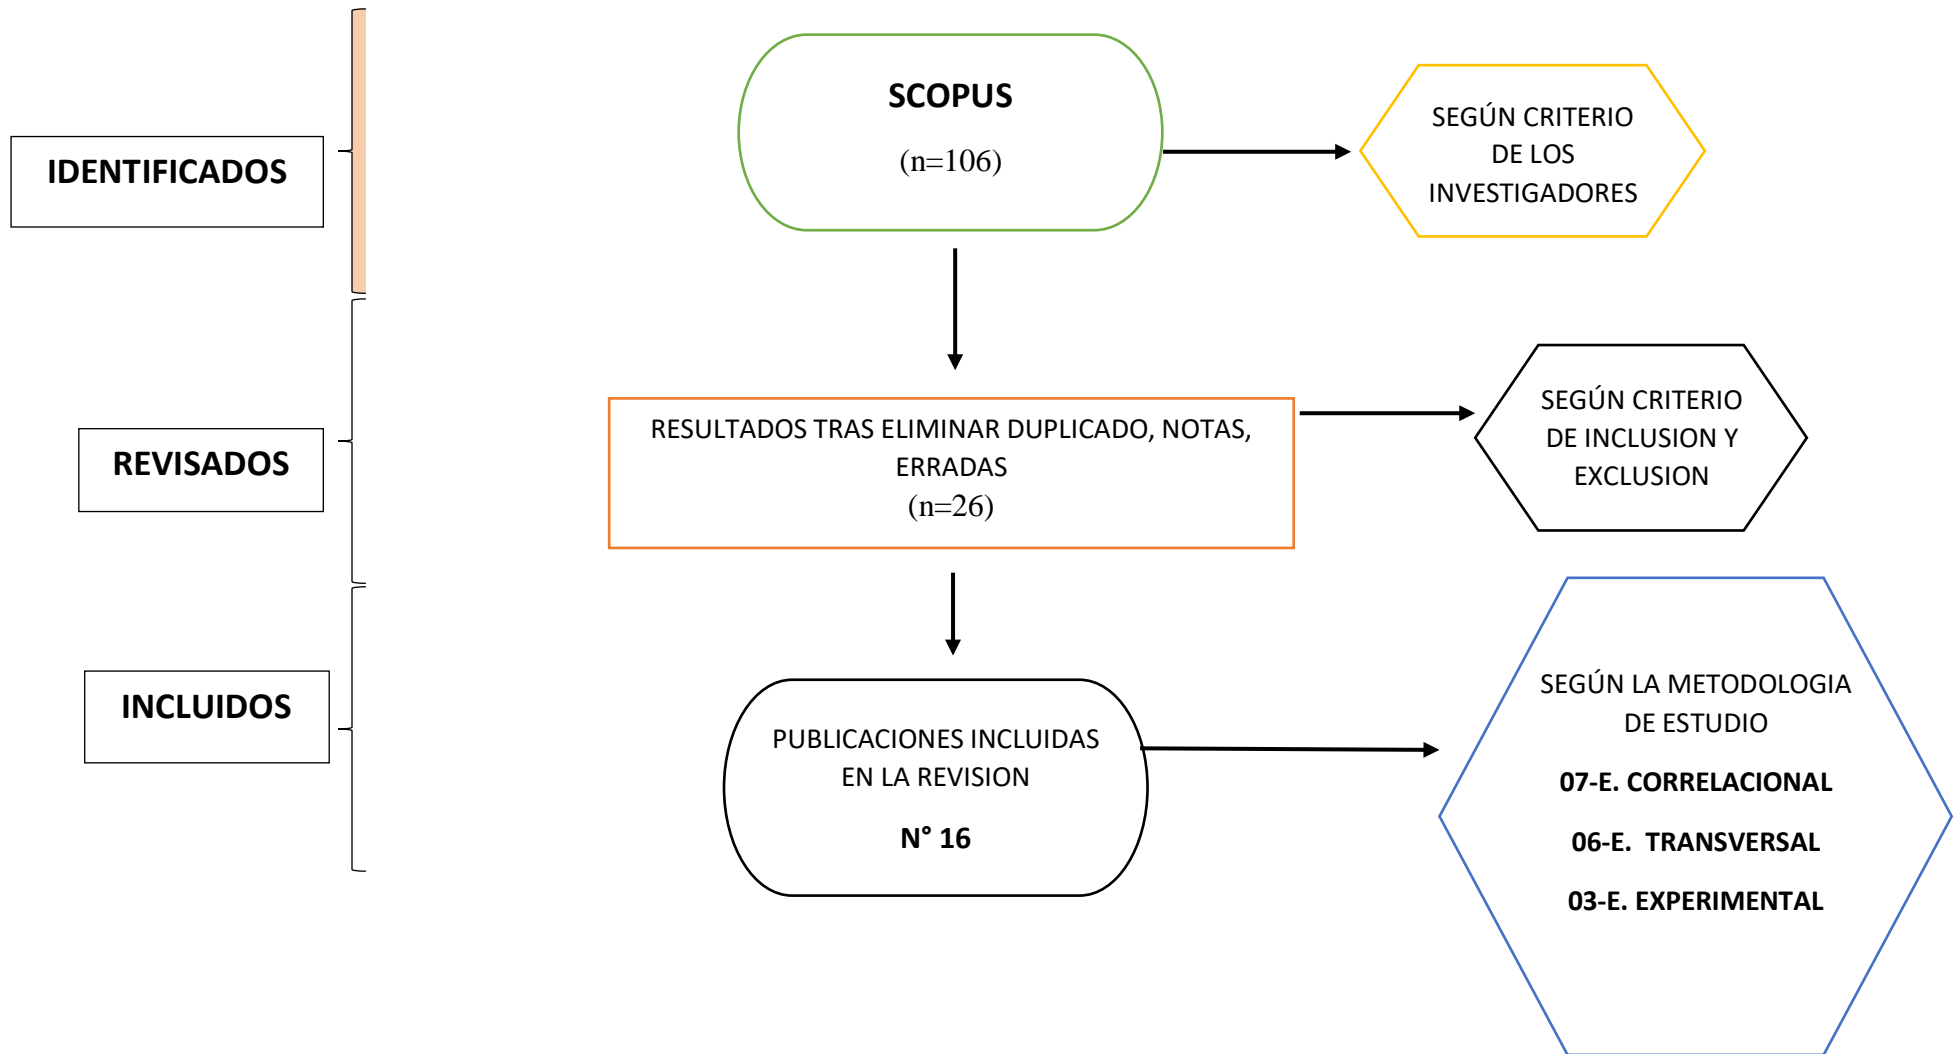 IDENTIFICADOS
SCOPUS
(n=106)
SEGÚN CRITERIO
DE LOS
INVESTIGADORES
REVISADOS
RESULTADOS TRAS ELIMINAR DUPLICADO, NOTAS,
ERRADAS
(n=26)
SEGÚN CRITERIO
DE INCLUSION Y
EXCLUSION
INCLUIDOS
PUBLICACIONES INCLUIDAS
EN LA REVISION
N° 16
SEGÚN LA METODOLOGIA
DE ESTUDIO
07-E. CORRELACIONAL
06-E. TRANSVERSAL
03-E. EXPERIMENTAL